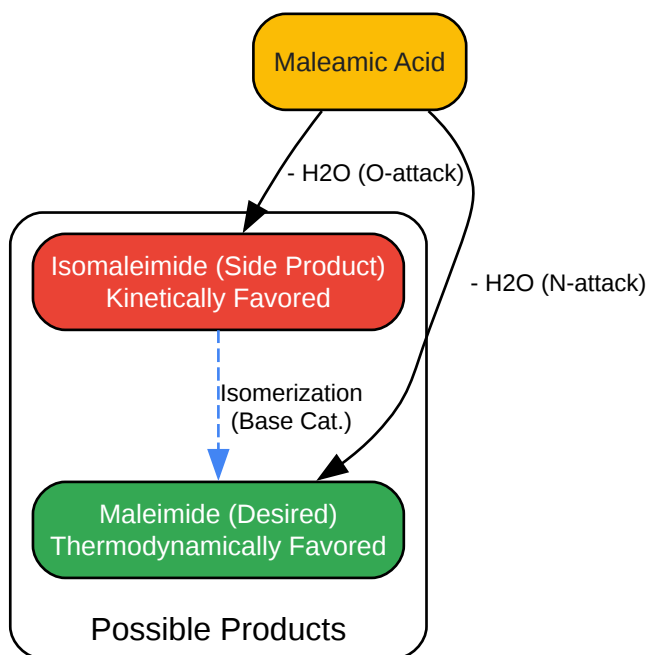 Maleamic Acid
- H2O (O-attack)
Isomaleimide (Side Product)
Kinetically Favored
- H2O (N-attack)
Isomerization
(Base Cat.)
Maleimide (Desired)
Thermodynamically Favored
Possible Products